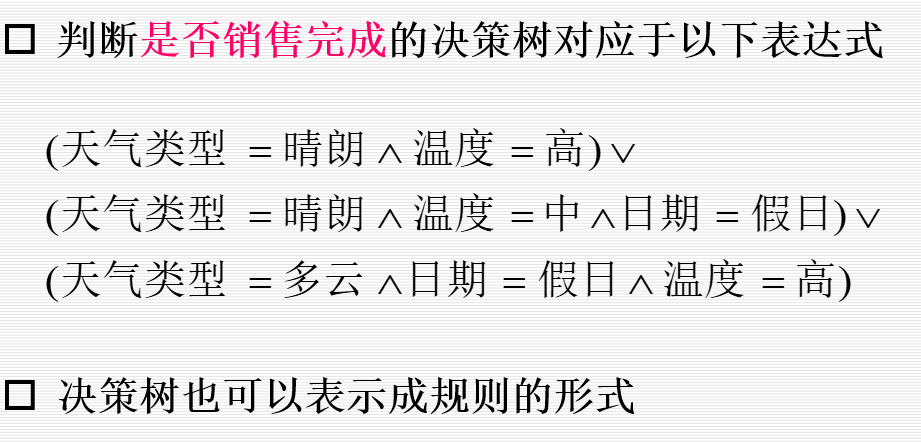 判断是否销售完成的决策树对应于以下表达式
(天气类型 = 晴朗 ∧ 温度 = 高) ∨
(天气类型 = 晴朗 ∧ 温度 = 中 ∧ 日期 = 假日) ∨
(天气类型 = 多云 ∧ 日期 = 假日 ∧ 温度 = 高)
决策树也可以表示成规则的形式